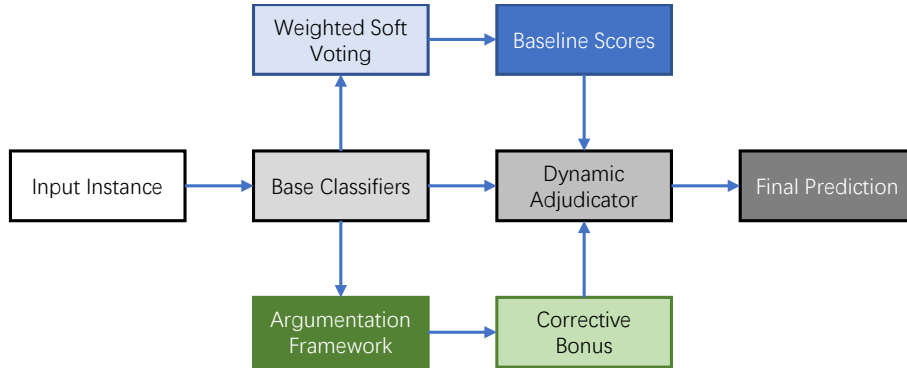 Weighted Soft
Voting
Baseline Scores
Input Instance
Base Classifiers
Dynamic
Adjudicator
Final Prediction
Argumentation
Framework
Corrective
Bonus